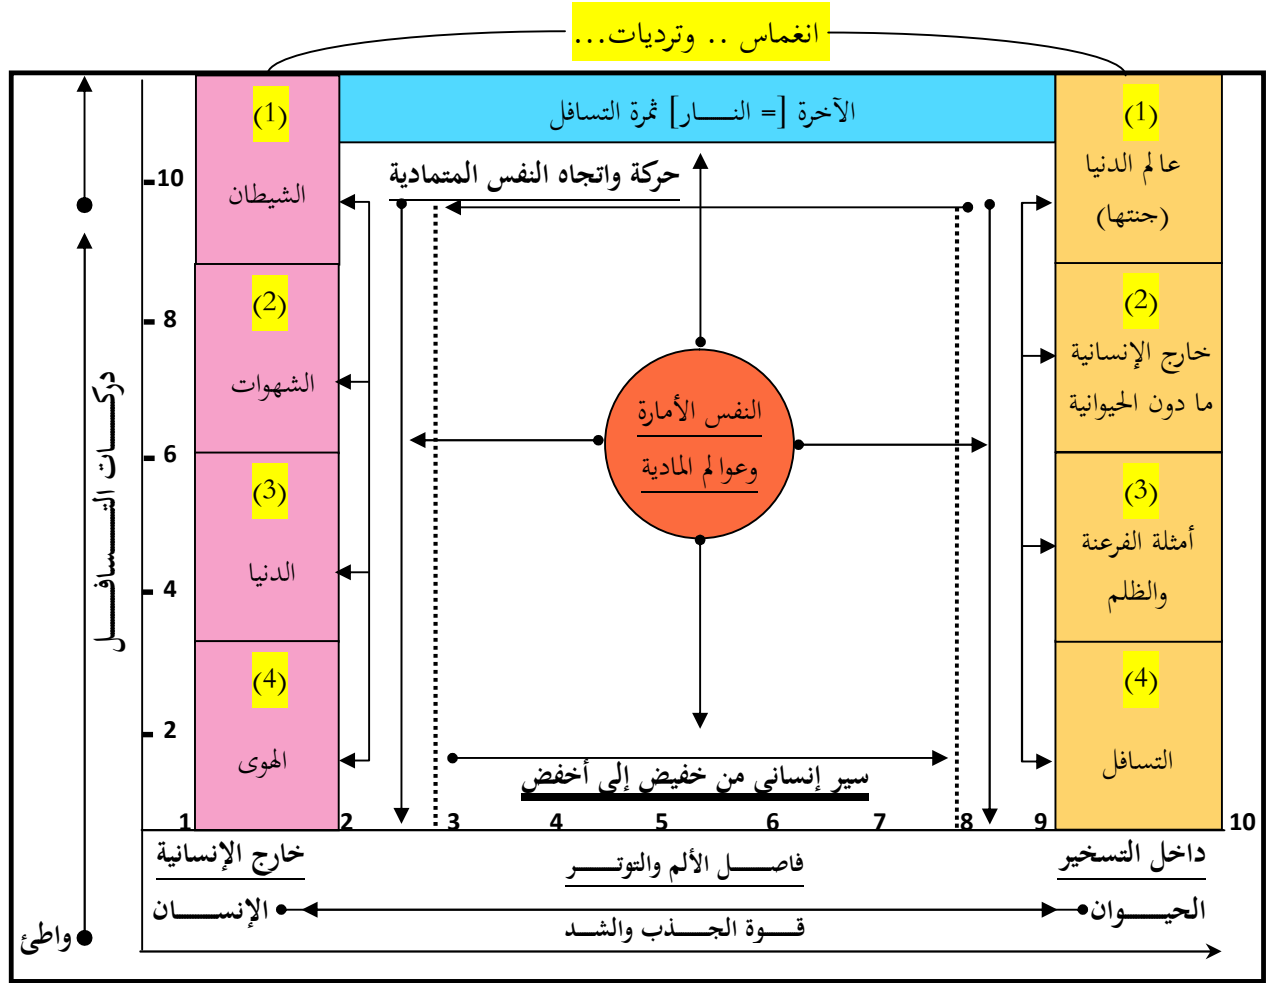 انغماس .. وترديات...
(1)
عالم الدنيا
(جنتها)
(2)
خارج الإنسانية
ما دون الحيوانية
(3)
أمثلة الفرعنة
والظلم
(4)
التسافل
الآخرة [= النـــــار] ثمرة التسافل
حركة واتجاه النفس المتمادية
النفس الأمارة
وعوالم المادية
سير إنساني من خفيض إلى أخفض
(1)
الشيطان
(2)
الشهوات
(3)
الدنيا
(4)
الهوى
10
8
6
4
2
دركـــات التـــسافـــل
1
2
3
4
5
6
7
8
9
10
داخل التسخير
فاصـــل الألم والتوتـــر
خارج الإنسانية
الحيـــوان
الإنســـان
قـــوة الجـــذب والشـــد
واطئ